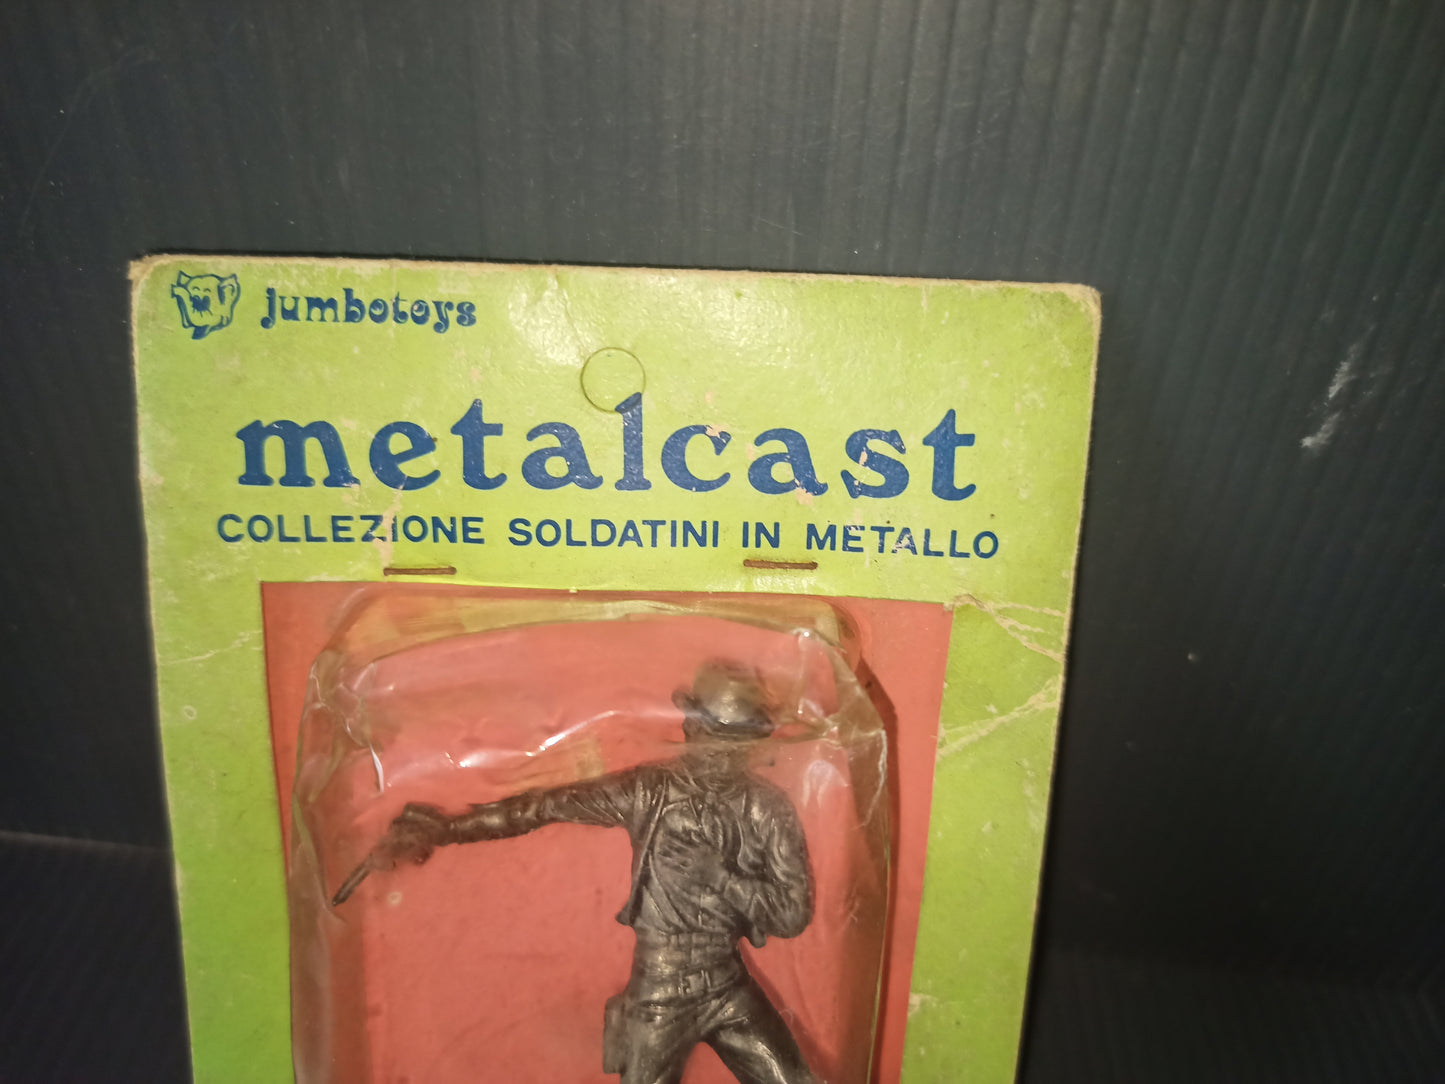 jumbotoys
metalcast
COLLEZIONE SOLDATINI IN METALLO